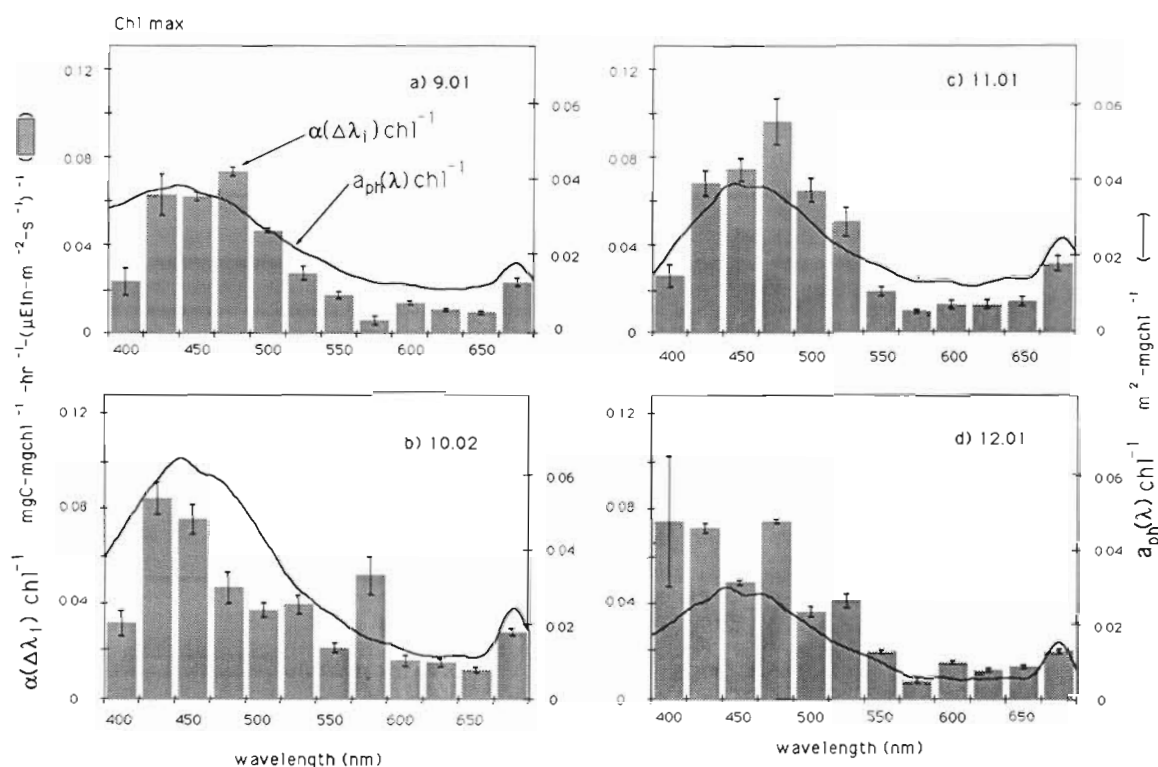 Chl max
a) 9.01
α(Δλi) chl⁻¹
aph(λ) chl⁻¹
0.12
0.08
0.04
0
0.06
0.04
0.02
0
400 450 500 550 600 650
c) 11.01
0.12
0.08
0.04
0
0.06
0.04
0.02
0
400 450 500 550 600 650
b) 10.02
0.12
0.08
0.04
0
0.06
0.04
0.02
0
400 450 500 550 600 650
wavelength (nm)
d) 12.01
0.12
0.08
0.04
0
0.06
0.04
0.02
0
400 450 500 550 600 650
wavelength (nm)
α(Δλi) chl⁻¹ mgC-mgchl⁻¹-hr⁻¹-(μEin-m⁻²-s⁻¹)⁻¹ ( )
aph(λ) chl⁻¹ m²-mgchl⁻¹ (—)